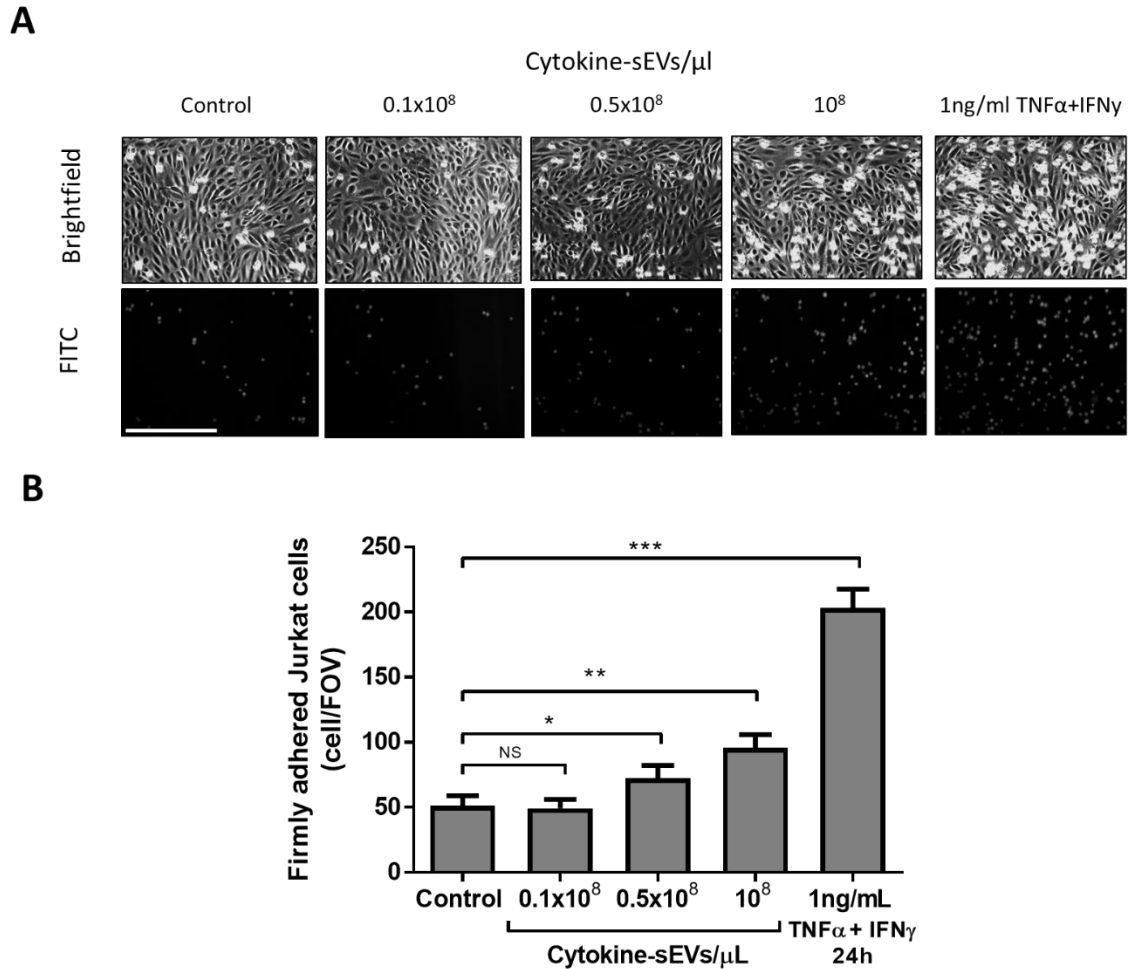 A
Cytokine-sEVs/μl
Control 0.1x10⁸ 0.5x10⁸ 10⁸ 1ng/ml TNFα+IFNγ
Brightfield
FITC
B
Firmly adhered Jurkat cells
(cell/FOV)
250
200
150
100
50
0
***
**
*
NS
Control 0.1x10⁸ 0.5x10⁸ 10⁸ 1ng/mL
TNFα + IFNγ
Cytokine-sEVs/μL 24h